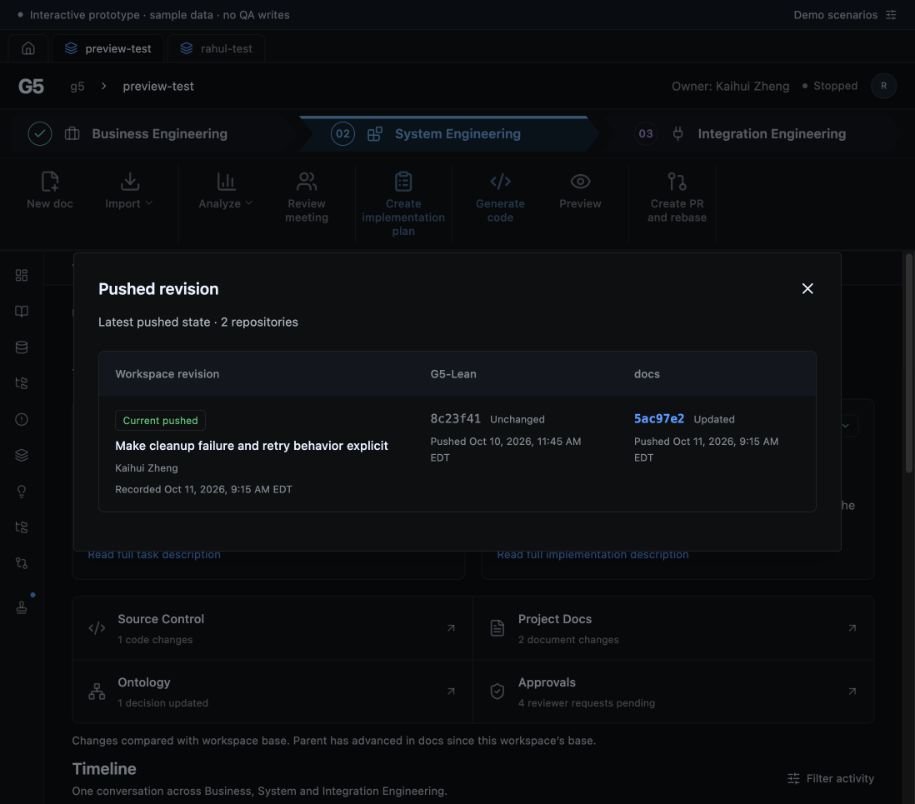 Interactive prototype · sample data · no QA writes
Demo scenarios
preview-test
rahul-test
G5
g5 > preview-test
Owner: Kaihui Zheng
Stopped
R
Business Engineering
02
System Engineering
03
Integration Engineering
New doc
Import
Analyze
Review
meeting
Create
implementation
plan
Generate
code
Preview
Create PR
and rebase
Pushed revision
Latest pushed state · 2 repositories
Workspace revision
G5-Lean
docs
Current pushed
Make cleanup failure and retry behavior explicit
Kaihui Zheng
Recorded Oct 11, 2026, 9:15 AM EDT
8c23f41 Unchanged
Pushed Oct 10, 2026, 11:45 AM
EDT
5ac97e2 Updated
Pushed Oct 11, 2026, 9:15 AM
EDT
he
Read full task description
Read full implementation description
Source Control
1 code changes
Project Docs
2 document changes
Ontology
1 decision updated
Approvals
4 reviewer requests pending
Changes compared with workspace base. Parent has advanced in docs since this workspace's base.
Timeline
One conversation across Business, System and Integration Engineering.
Filter activity